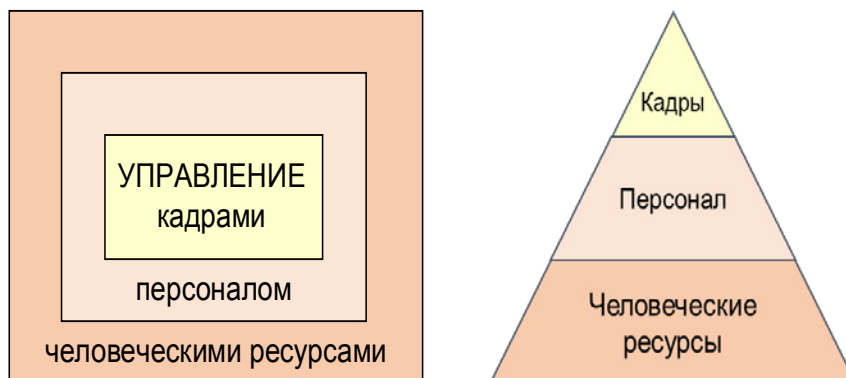 УПРАВЛЕНИЕ
кадрами
персоналом
человеческими ресурсами
Кадры
Персонал
Человеческие
ресурсы